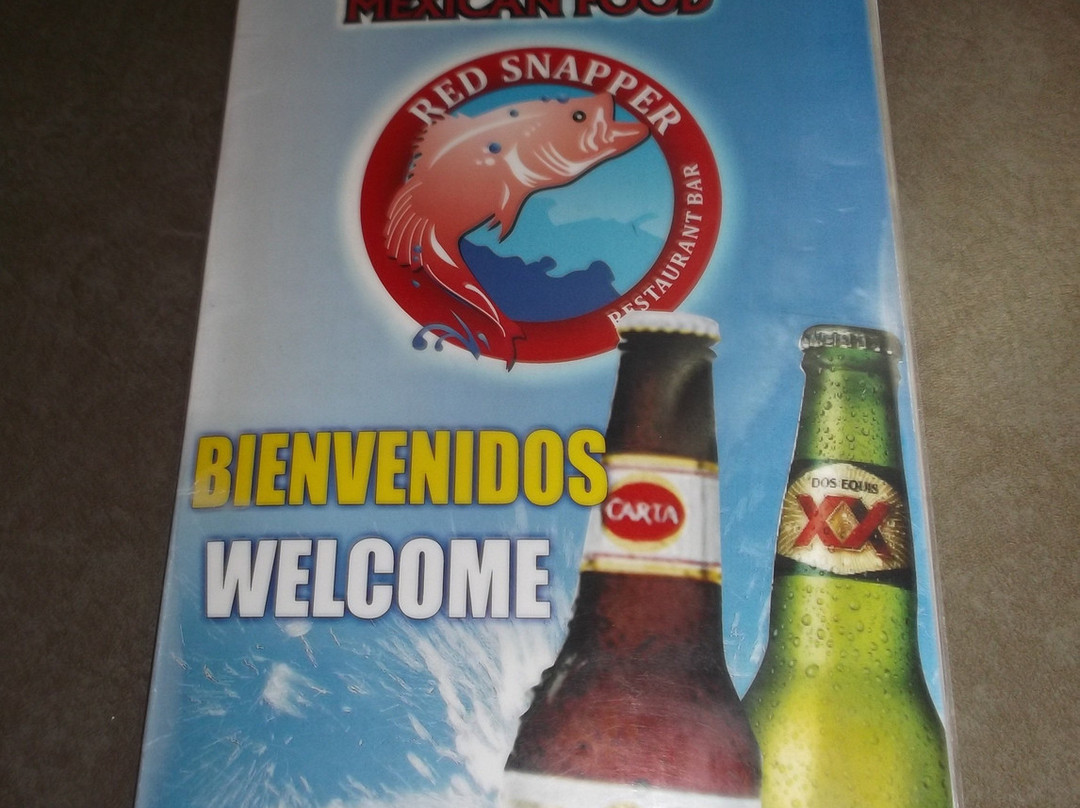 MEXICAN FOOD
RED SNAPPER
RESTAURANT BAR
BIENVENIDOS
WELCOME
CARTA
DOS EQUIS
XX